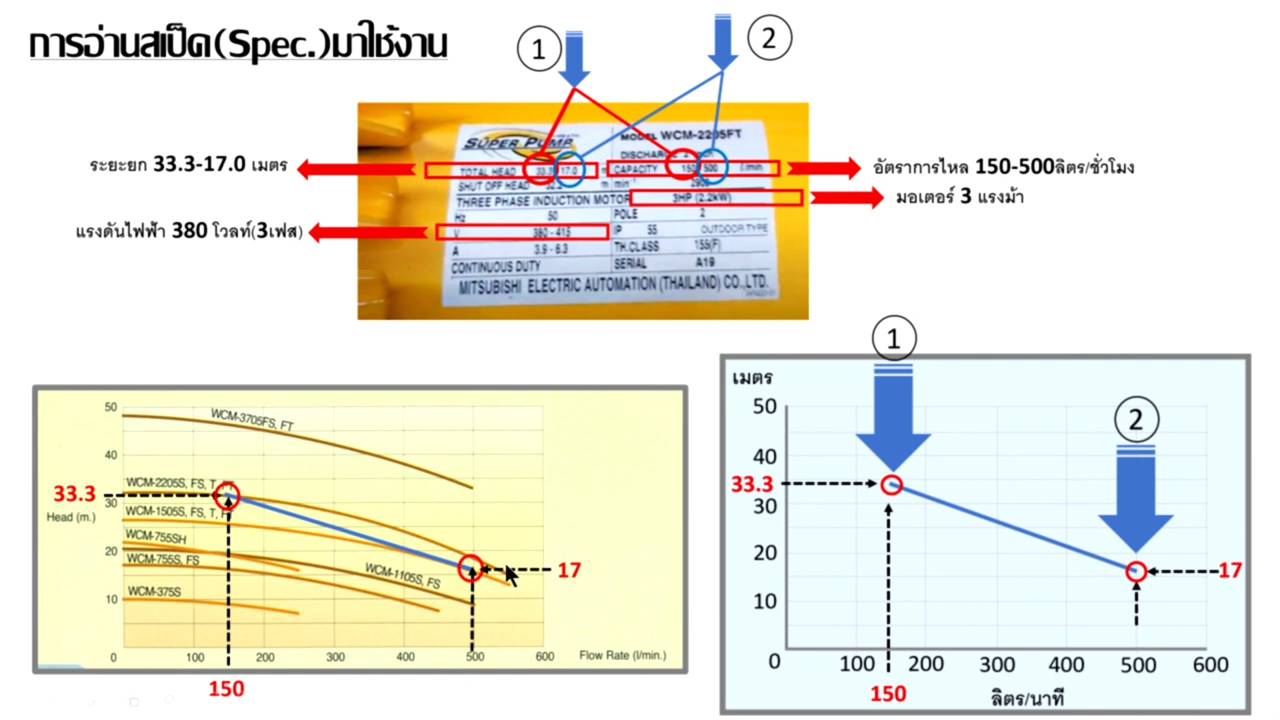 การอ่านสเป็ค(Spec.)มาใช้งาน
1
2
ระยะยก 33.3-17.0 เมตร
แรงดันไฟฟ้า 380 โวลท์(3เฟส)
SUPER PUMP
MODEL WCM-2205FT
TOTAL HEAD 33.3 17.0 m
CAPACITY 150 500 l/min
SHUT OFF HEAD
THREE PHASE INDUCTION MOTOR
3HP (2.2kW)
Hz 50
POLE 2
V 380 - 415
IP 55 OUTDOOR TYPE
A 3.9 - 6.3
TH.CLASS 155(F)
CONTINUOUS DUTY
SERIAL A19
MITSUBISHI ELECTRIC AUTOMATION (THAILAND) CO.,LTD.
อัตราการไหล 150-500ลิตร/ชั่วโมง
มอเตอร์ 3 แรงม้า
50
40
30
20
10
0
100
200
300
400
500
600
Head (m.)
Flow Rate (l/min.)
WCM-3705FS, FT
WCM-2205S, FS, T, FT
WCM-1505S, FS, T,
WCM-755SH
WCM-755S, FS
WCM-1105S, FS
WCM-375S
33.3
17
150
1
2
เมตร
50
40
33.3
30
20
17
10
0
100
200
300
400
500
600
150
ลิตร/นาที